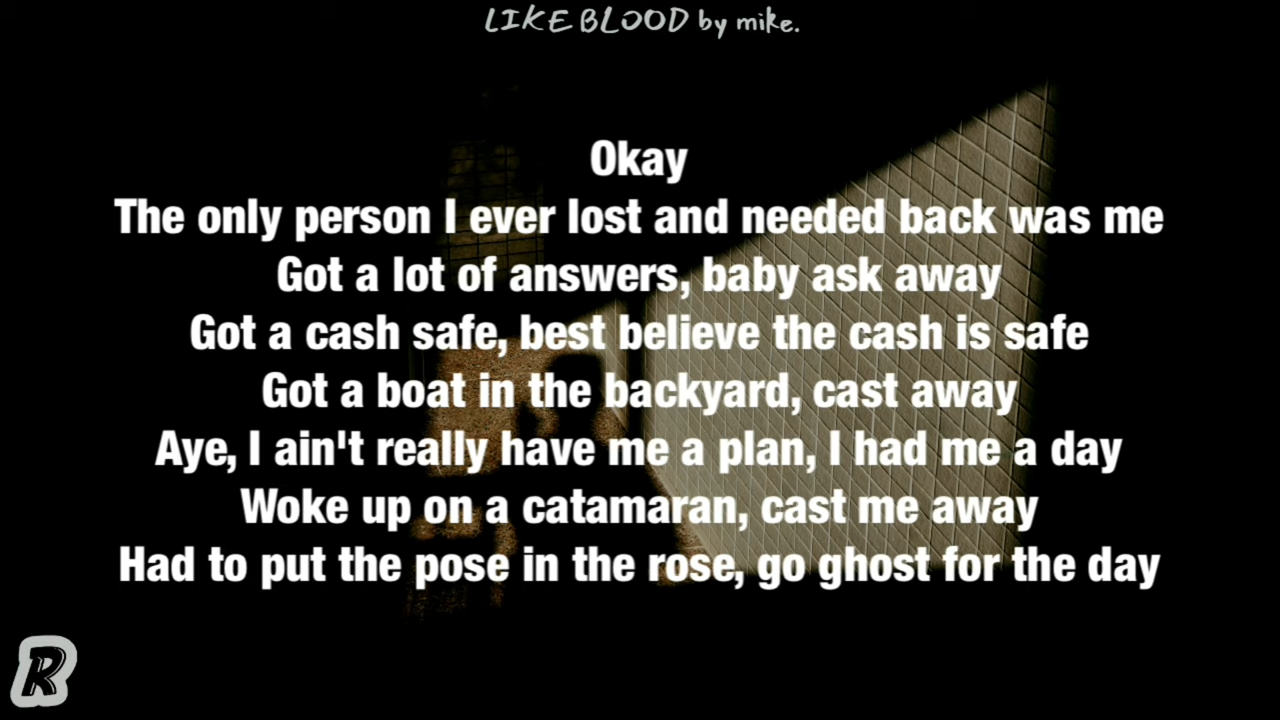 LIKE BLOOD by mike.
Okay
The only person I ever lost and needed back was me
Got a lot of answers, baby ask away
Got a cash safe, best believe the cash is safe
Got a boat in the backyard, cast away
Aye, I ain't really have me a plan, I had me a day
Woke up on a catamaran, cast me away
Had to put the pose in the rose, go ghost for the day
R